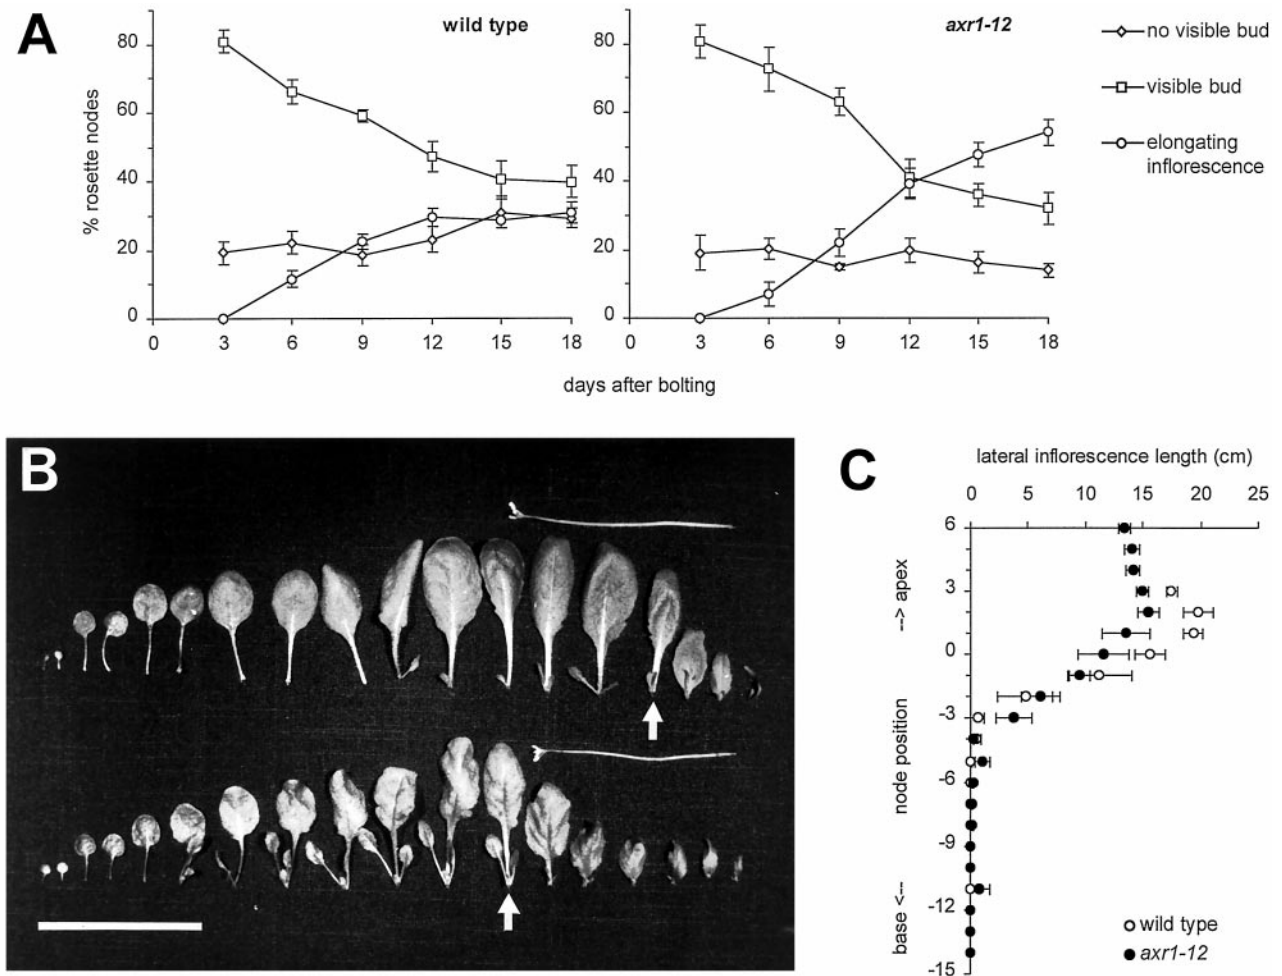 A
wild type
axr1-12
no visible bud
visible bud
elongating
inflorescence
% rosette nodes
80
60
40
20
0
0 3 6 9 12 15 18
80
60
40
20
0
0 3 6 9 12 15 18
days after bolting
B
C
lateral inflorescence length (cm)
0 5 10 15 20 25
6
3
0
-3
-6
-9
-12
-15
--> apex
node position
base <--
wild type
axr1-12